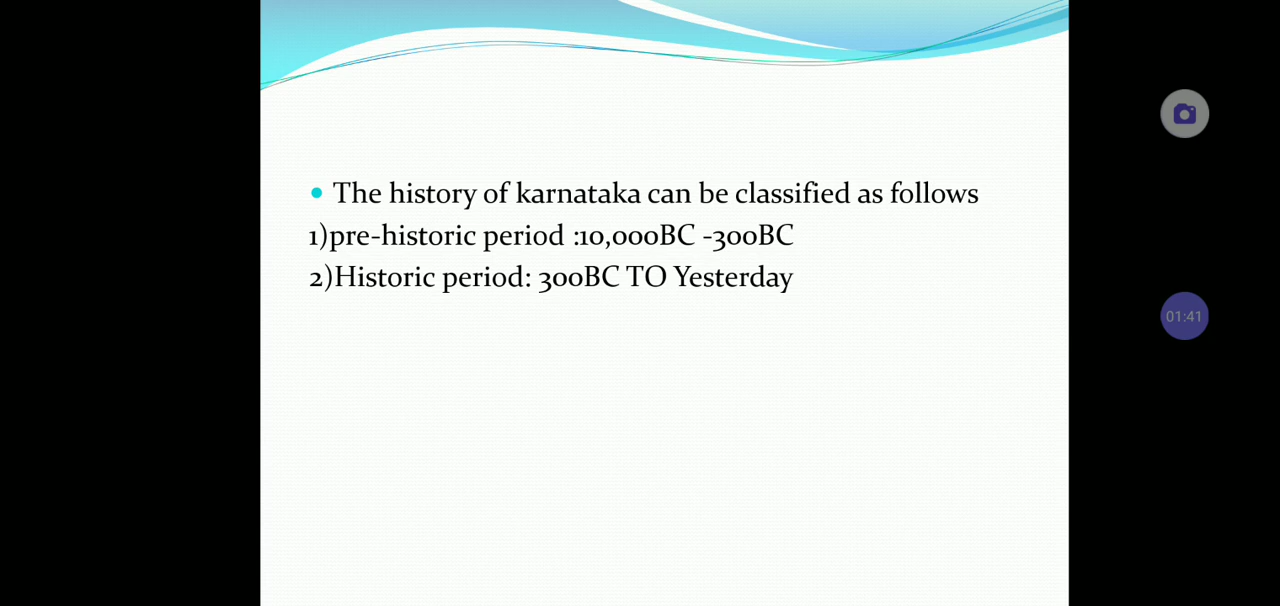 The history of karnataka can be classified as follows
1)pre-historic period :10,000BC -300BC
2)Historic period: 300BC TO Yesterday
01:41